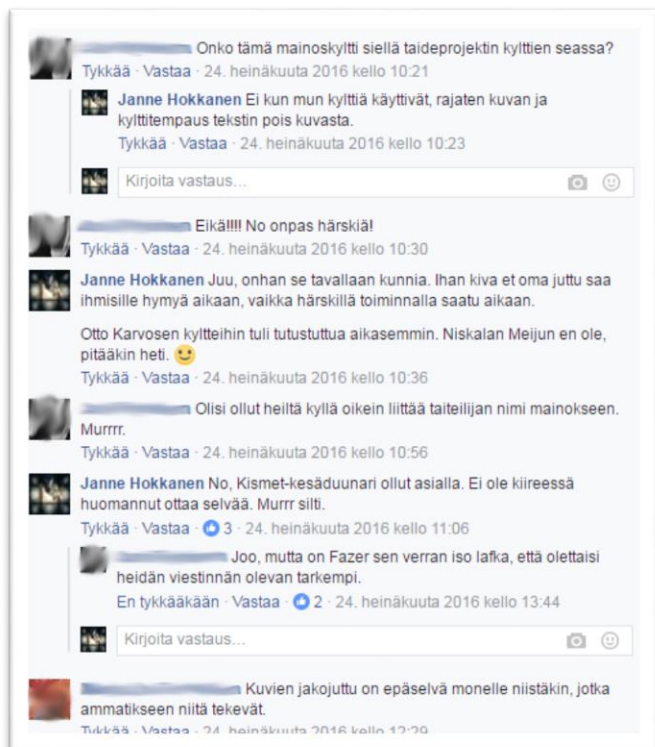 Onko tämä mainoskyltti siellä taideprojektin kylttien seassa?
Tykkää · Vastaa · 24. heinäkuuta 2016 kello 10:21
Janne Hokkanen Ei kun mun kylttiä käyttivät, rajaten kuvan ja
kylttitempaus tekstin pois kuvasta.
Tykkää · Vastaa · 24. heinäkuuta 2016 kello 10:23
Kirjoita vastaus...
Eikä!!!! No onpas härskiä!
Tykkää · Vastaa · 24. heinäkuuta 2016 kello 10:30
Janne Hokkanen Juu, onhan se tavallaan kunnia. Ihan kiva et oma juttu saa
ihmisille hymyä aikaan, vaikka härskillä toiminnalla saatu aikaan.
Otto Karvosen kyltteihin tuli tutustuttua aikasemmin. Niskalan Meijun en ole,
pitääkin heti.
Tykkää · Vastaa · 24. heinäkuuta 2016 kello 10:36
Olisi ollut heiltä kyllä oikein liittää taiteilijan nimi mainokseen.
Murrrr.
Tykkää · Vastaa · 24. heinäkuuta 2016 kello 10:56
Janne Hokkanen No, Kismet-kesäduunari ollut asialla. Ei ole kiireessä
huomannut ottaa selvää. Murrr silti.
Tykkää · Vastaa · 3 · 24. heinäkuuta 2016 kello 11:06
Joo, mutta on Fazer sen verran iso lafka, että olettaisi
heidän viestinnän olevan tarkempi.
En tykkääkään · Vastaa · 2 · 24. heinäkuuta 2016 kello 13:44
Kirjoita vastaus...
Kuvien jakojuttu on epäselvä monelle niistäkin, jotka
ammatikseen niitä tekevät.
Tykkää · Vastaa · 24. heinäkuuta 2016 kello 12:29